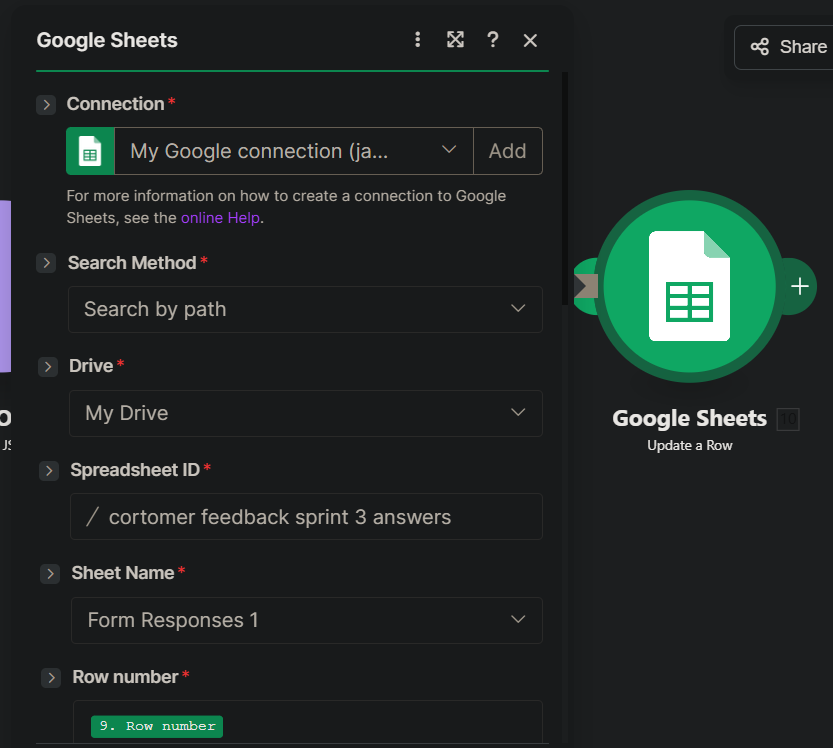 Google Sheets
?
Share
Connection *
My Google connection (ja...
Add
For more information on how to create a connection to Google
Sheets, see the online Help.
Search Method *
Search by path
Drive *
My Drive
Spreadsheet ID *
/ cortomer feedback sprint 3 answers
Sheet Name *
Form Responses 1
Row number *
9. Row number
Google Sheets 10
Update a Row